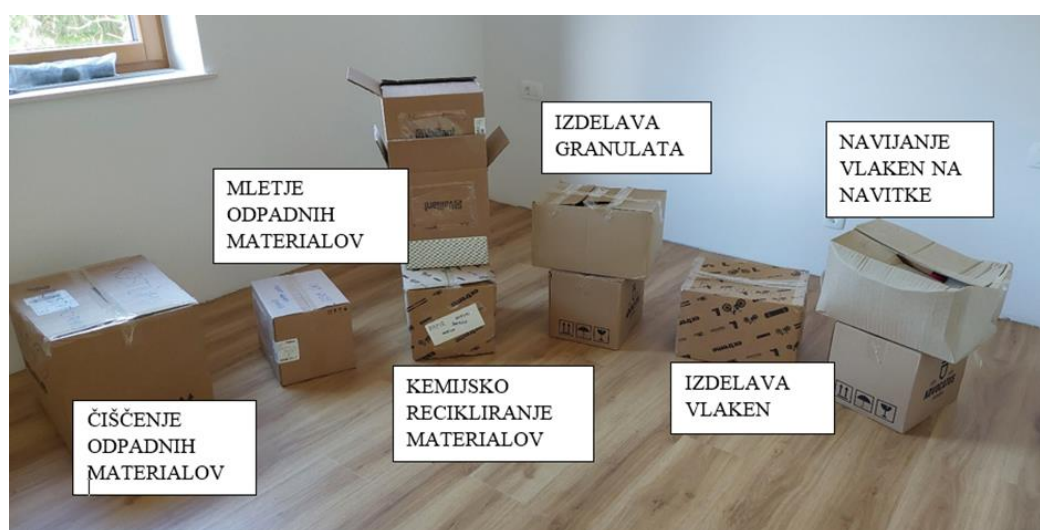 ČIŠČENJE
ODPADNIH
MATERIALOV
MLETJE
ODPADNIH
MATERIALOV
KEMIJSKO
RECIKLIRANJE
MATERIALOV
IZDELAVA
GRANULATA
IZDELAVA
VLAKEN
NAVIJANJE
VLAKEN NA
NAVITKE